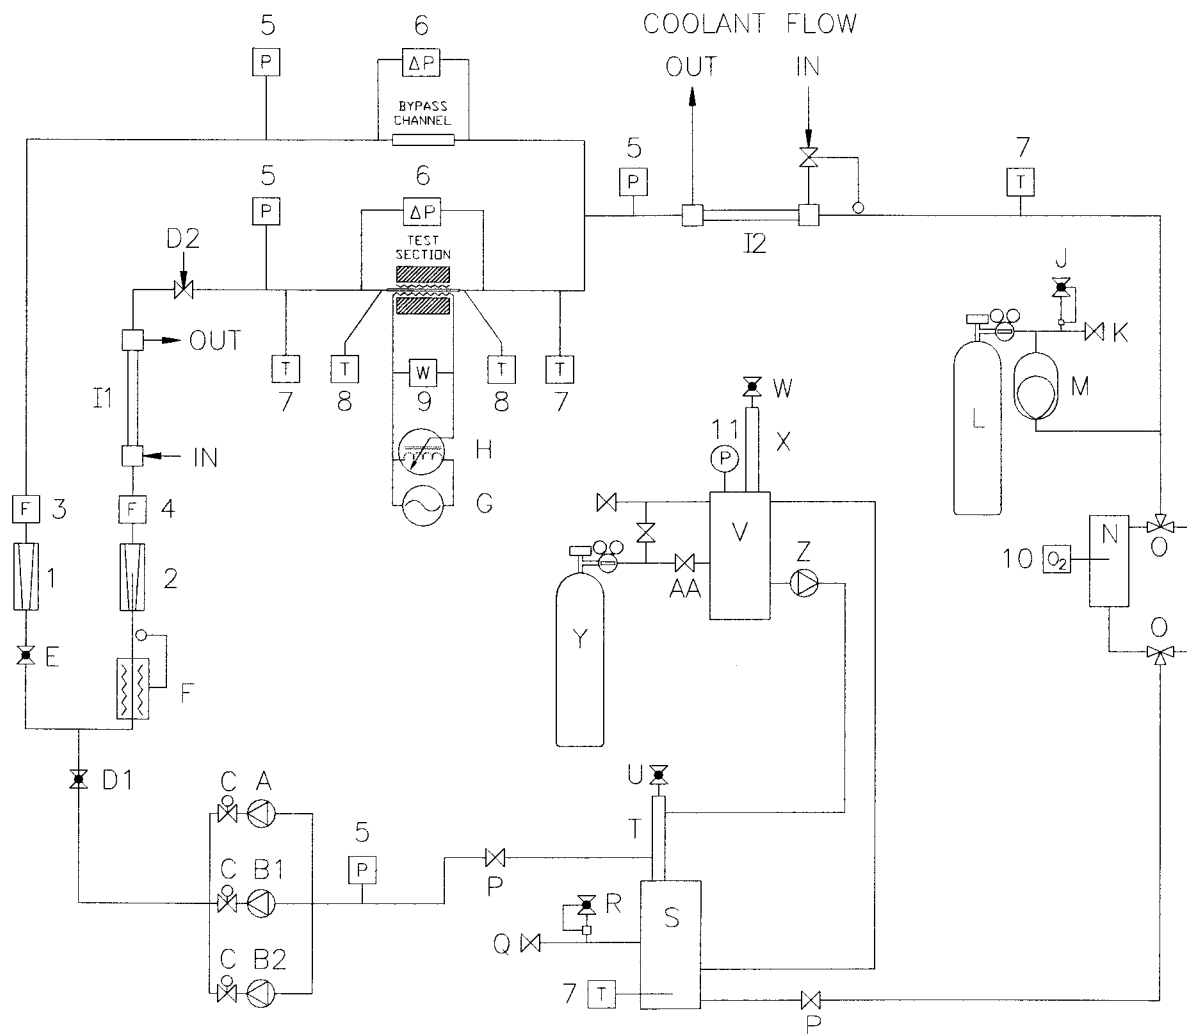 5 6 COOLANT FLOW
P ΔP OUT IN
BYPASS
CHANNEL
5 6 5 7
P ΔP P T
D2 TEST
SECTION I2
J
OUT K
I1 T T W T T L M
7 8 9 8 7 W
IN H 11 X
P
F 3 F 4 G
V N O
1 2 Z 10 O2
AA
Y O
E
F
D1 C A U
T
5
C B1 P P
R
S
C B2 Q
7 T
P